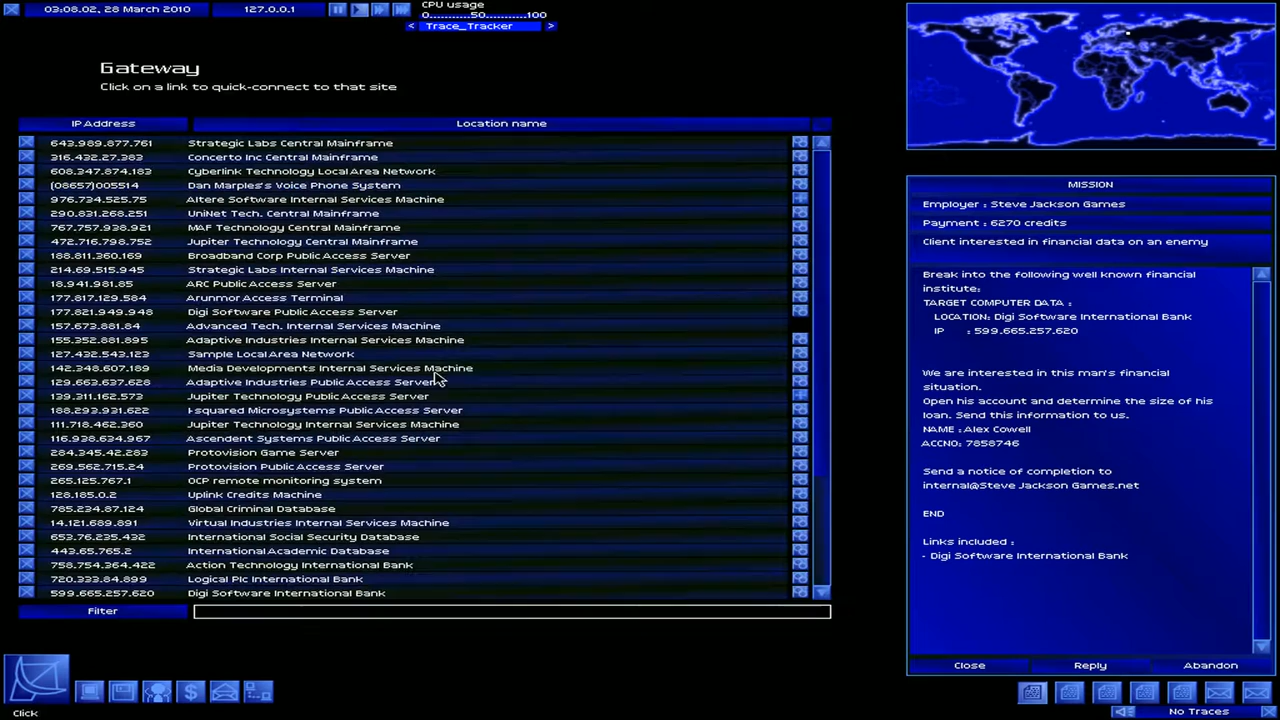 03:08.02, 28 March 2010
127.0.0.1
CPU usage
0..........50..........100
< Trace_Tracker >
Gateway
Click on a link to quick-connect to that site
IP Address Location name
643.989.877.761 Strategic Labs Central Mainframe
316.432.27.383 Concerto Inc Central Mainframe
608.347.874.183 Cyberlink Technology Local Area Network
(08657)005514 Dan Marples's Voice Phone System
976.734.525.75 Altere Software Internal Services Machine
290.831.268.251 UniNet Tech. Central Mainframe
767.757.938.921 MAF Technology Central Mainframe
472.716.798.752 Jupiter Technology Central Mainframe
188.811.360.169 Broadband Corp Public Access Server
214.69.515.945 Strategic Labs Internal Services Machine
18.941.981.85 ARC Public Access Server
177.817.129.584 Arunmor Access Terminal
177.821.949.948 Digi Software Public Access Server
157.673.881.84 Advanced Tech. Internal Services Machine
155.352.881.895 Adaptive Industries Internal Services Machine
127.432.543.123 Sample Local Area Network
142.348.607.189 Media Developments Internal Services Machine
129.663.637.628 Adaptive Industries Public Access Server
139.311.162.573 Jupiter Technology Public Access Server
188.293.931.622 I-squared Microsystems Public Access Server
111.718.462.360 Jupiter Technology Internal Services Machine
116.938.634.967 Ascendent Systems Public Access Server
284.345.42.283 Protovision Game Server
269.562.715.24 Protovision Public Access Server
265.125.767.1 OCP remote monitoring system
128.185.0.2 Uplink Credits Machine
785.234.87.124 Global Criminal Database
14.121.689.891 Virtual Industries Internal Services Machine
653.76.235.432 International Social Security Database
443.65.765.2 International Academic Database
758.754.364.422 Action Technology International Bank
720.333.84.899 Logical Plc International Bank
599.665.257.620 Digi Software International Bank
Filter
Click
MISSION
Employer : Steve Jackson Games
Payment : 6270 credits
Client interested in financial data on an enemy
Break into the following well known financial
institute:
TARGET COMPUTER DATA :
LOCATION: Digi Software International Bank
IP : 599.665.257.620
We are interested in this man's financial
situation.
Open his account and determine the size of his
loan. Send this information to us.
NAME : Alex Cowell
ACCNO: 7858746
Send a notice of completion to
internal@Steve Jackson Games.net
END
Links included :
- Digi Software International Bank
Close Reply Abandon
No Traces